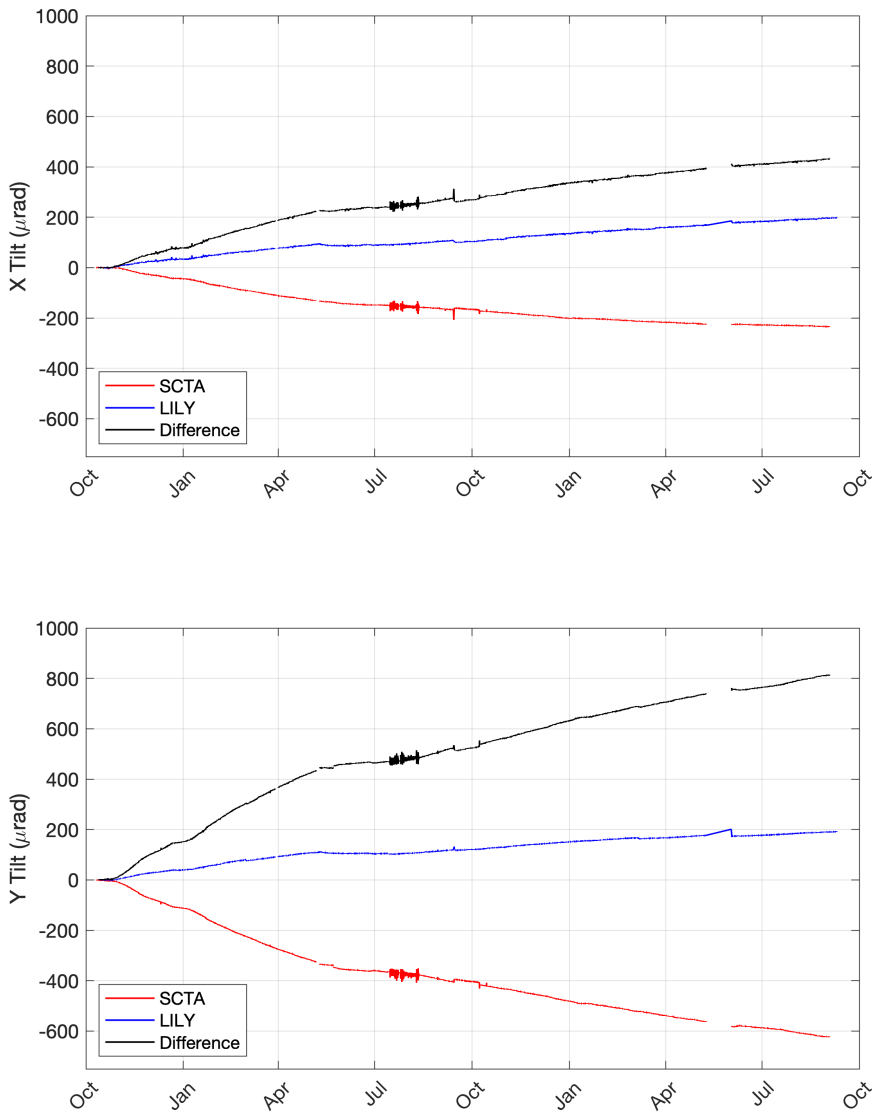 1000
800
600
400
200
0
-200
-400
-600
X Tilt (μrad)
SCTA
LILY
Difference
Oct Jan Apr Jul Oct Jan Apr Jul Oct
1000
800
600
400
200
0
-200
-400
-600
Y Tilt (μrad)
SCTA
LILY
Difference
Oct Jan Apr Jul Oct Jan Apr Jul Oct